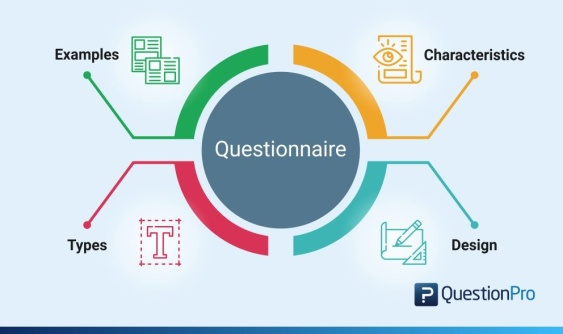 Examples
Characteristics
Questionnaire
Types
Design
QuestionPro